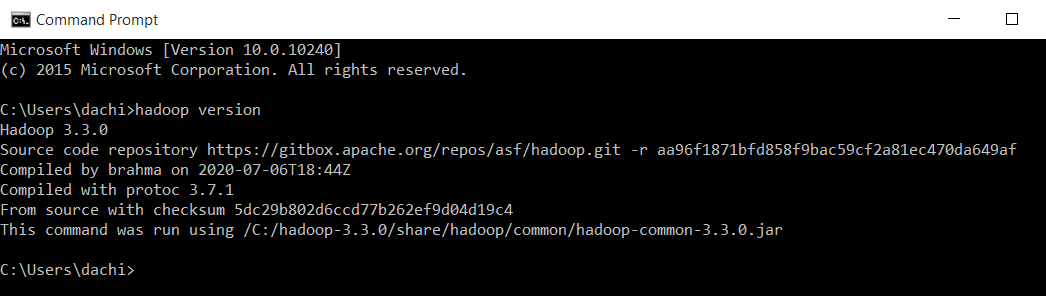 Command Prompt
Microsoft Windows [Version 10.0.10240]
(c) 2015 Microsoft Corporation. All rights reserved.
C:\Users\dachi>hadoop version
Hadoop 3.3.0
Source code repository https://gitbox.apache.org/repos/asf/hadoop.git -r aa96f1871bfd858f9bac59cf2a81ec470da649af
Compiled by brahma on 2020-07-06T18:44Z
Compiled with protoc 3.7.1
From source with checksum 5dc29b802d6ccd77b262ef9d04d19c4
This command was run using /C:/hadoop-3.3.0/share/hadoop/common/hadoop-common-3.3.0.jar
C:\Users\dachi>